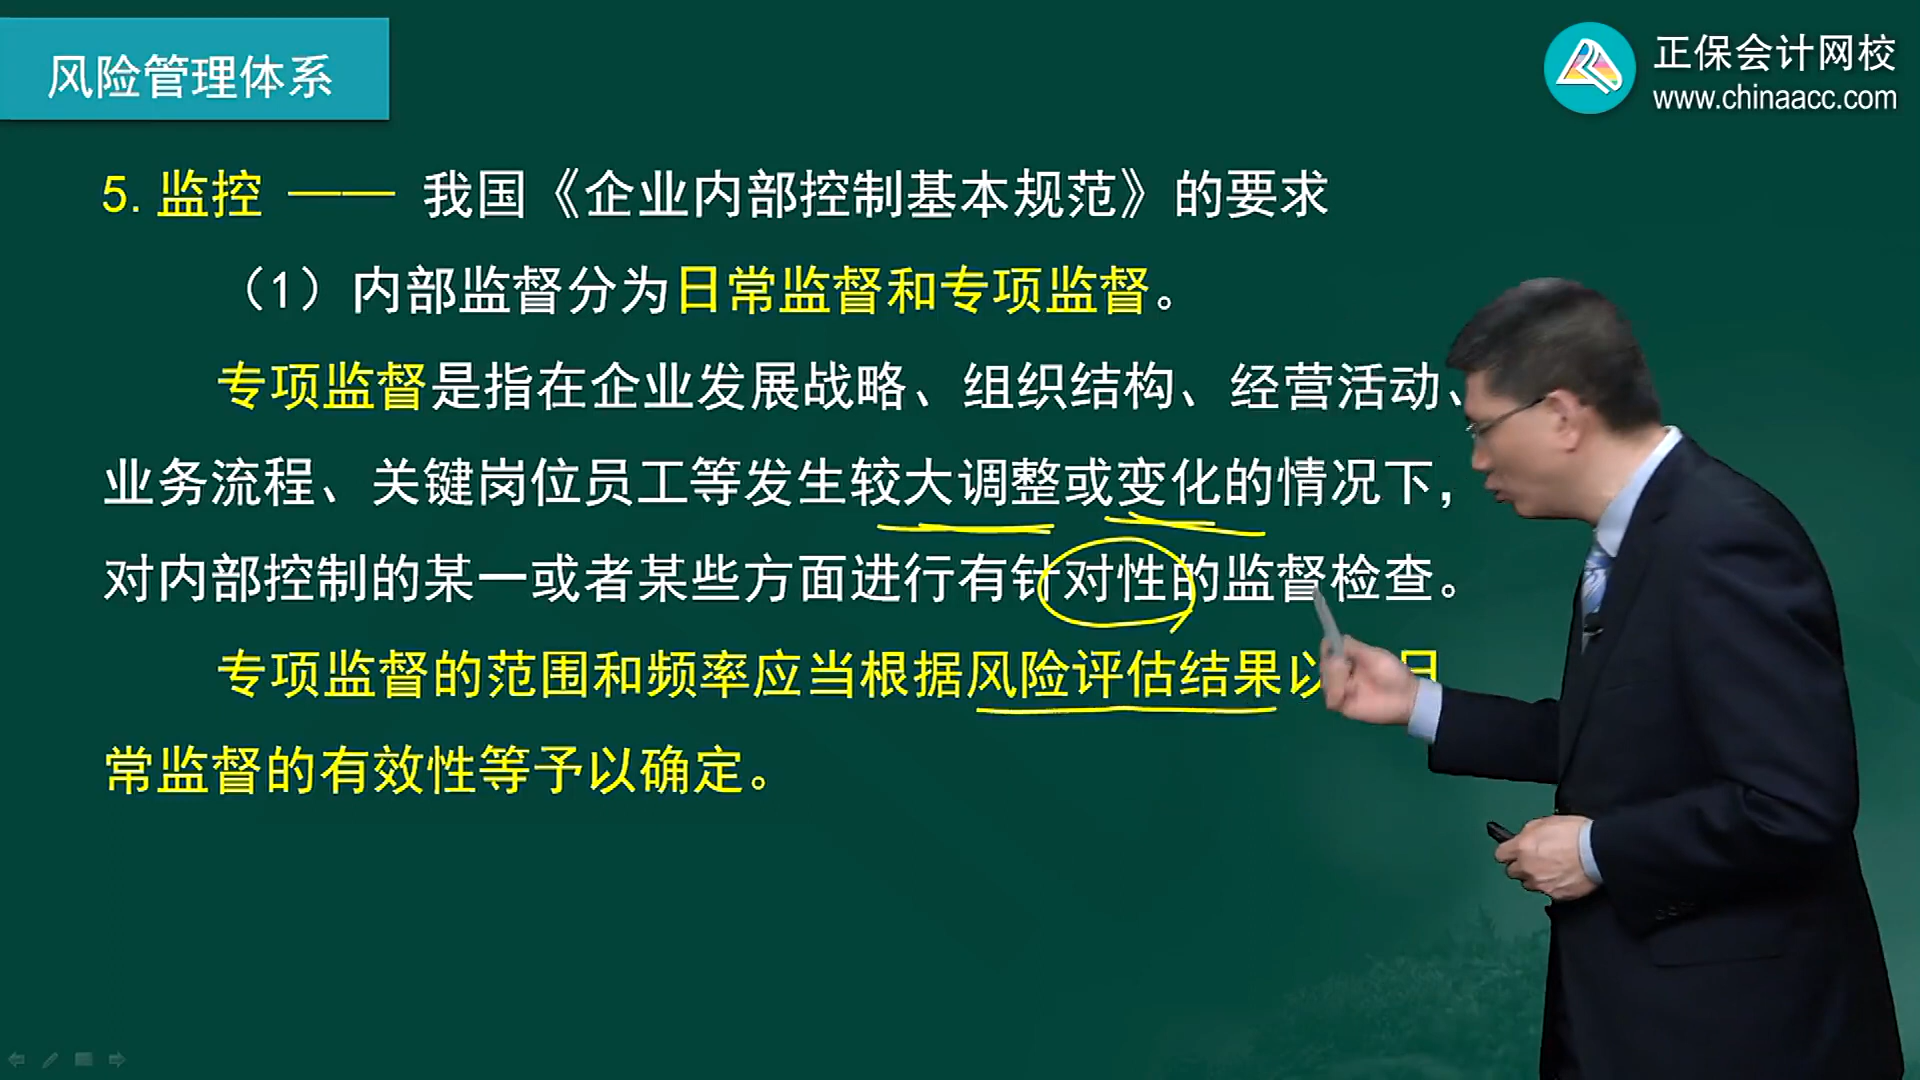 风险管理体系
正保会计网校
www.chinaacc.com
5. 监控 —— 我国《企业内部控制基本规范》的要求
（1）内部监督分为日常监督和专项监督。
专项监督是指在企业发展战略、组织结构、经营活动、
业务流程、关键岗位员工等发生较大调整或变化的情况下，
对内部控制的某一或者某些方面进行有针对性的监督检查。
专项监督的范围和频率应当根据风险评估结果以 日
常监督的有效性等予以确定。